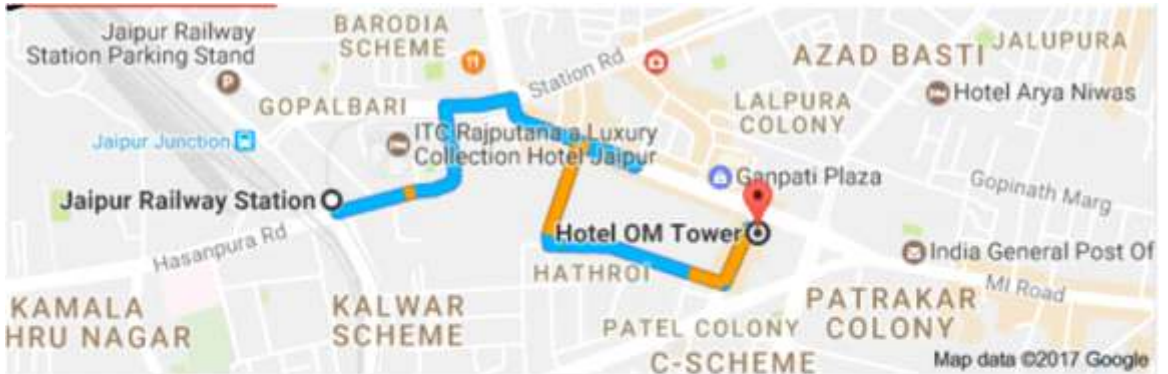 Jaipur Railway
Station Parking Stand
BARODIA
SCHEME
Station Rd
AZAD BASTI
JALUPURA
GOPALBARI
LALPURA
COLONY
Hotel Arya Niwas
Jaipur Junction
ITC Rajputana a Luxury
Collection Hotel Jaipur
Ganpati Plaza
Gopinath Marg
Jaipur Railway Station
Hasanpura Rd
Hotel OM Tower
India General Post Of
HATHROI
MI Road
KAMALA
HRU NAGAR
KALWAR
SCHEME
PATRAKAR
COLONY
PATEL COLONY
C-SCHEME
Map data ©2017 Google